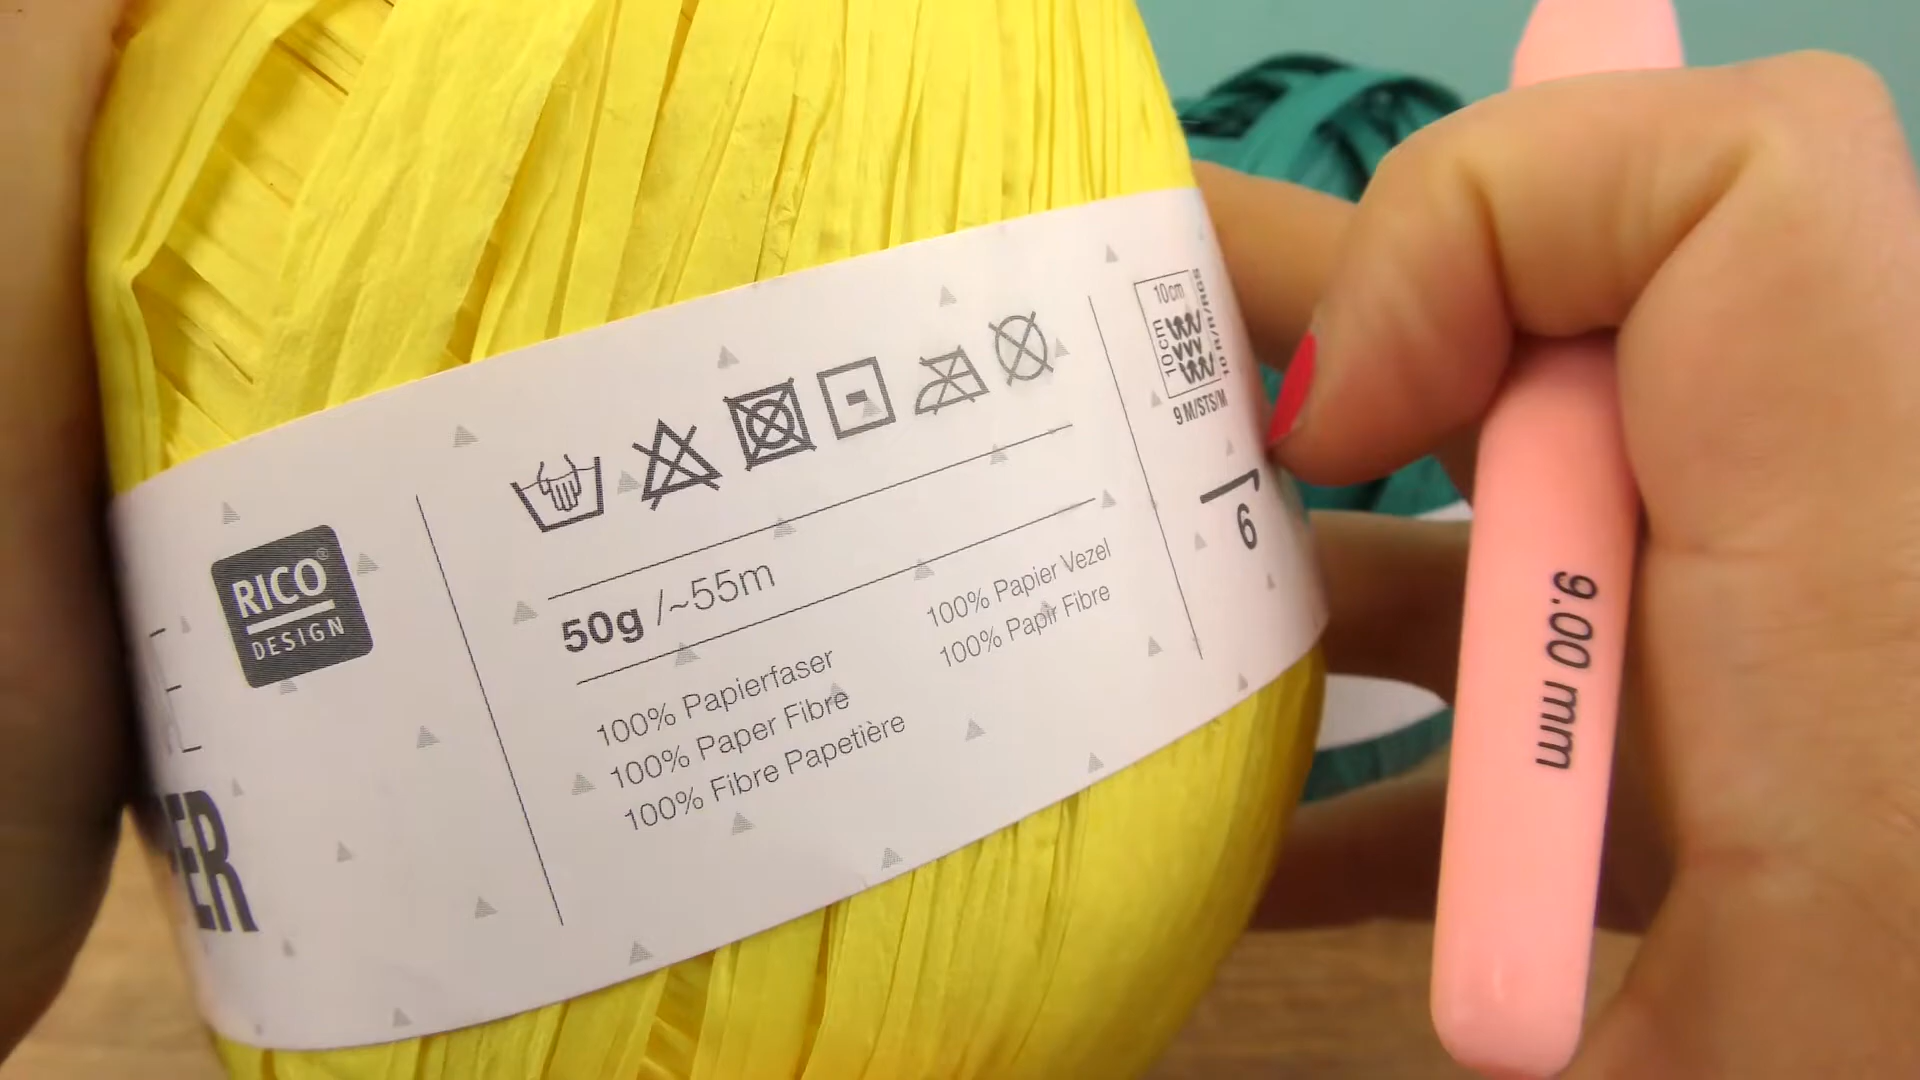 RICO®
DESIGN
50g /~55m
100% Papierfaser
100% Paper Fibre
100% Fibre Papetière
100% Papier Vezel
100% Papir Fibre
10cm
10cm
9 M/STS/M
6
9.00 mm